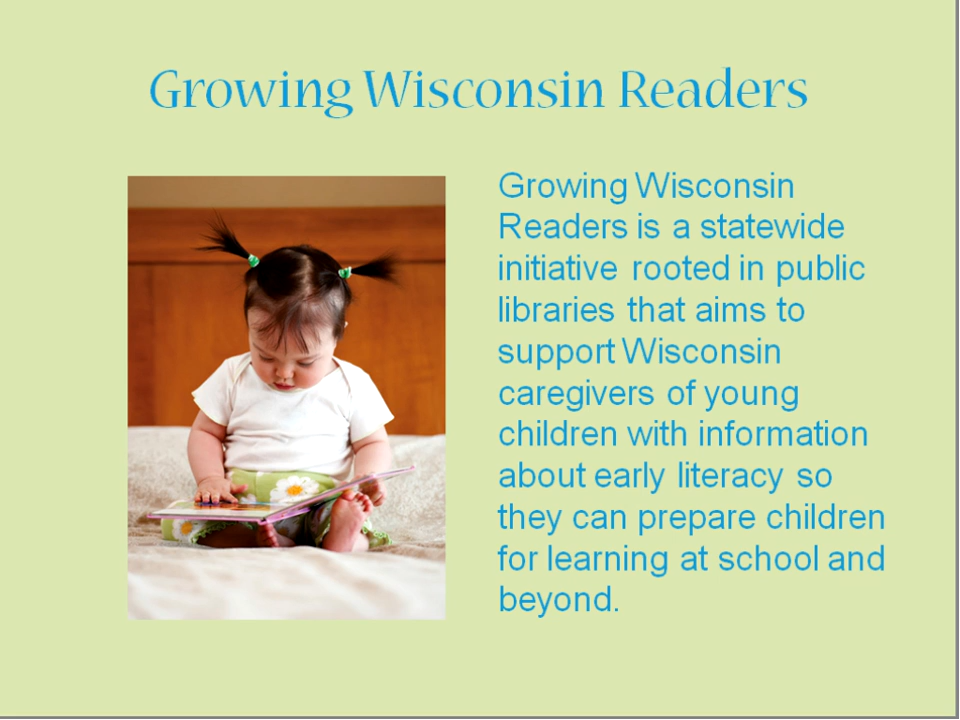 Growing Wisconsin Readers
Growing Wisconsin
Readers is a statewide
initiative rooted in public
libraries that aims to
support Wisconsin
caregivers of young
children with information
about early literacy so
they can prepare children
for learning at school and
beyond.